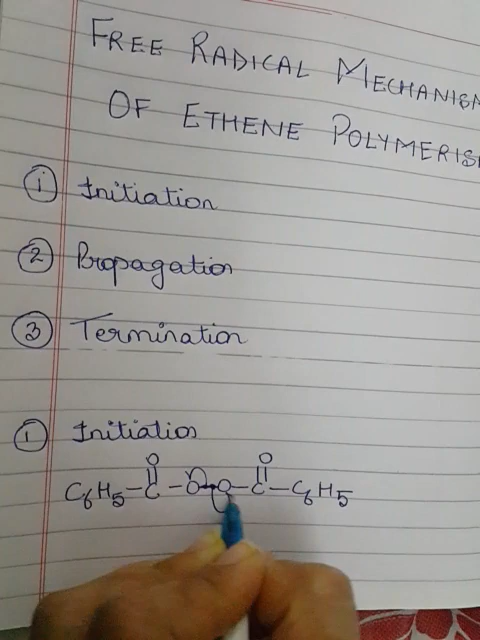 FREE RADICAL MECHANISM
OF ETHENE POLYMERIS
① Initiation
② Propagation
③ Termination
① Initiation
O O
C6H5-C-O-O-C-C6H5